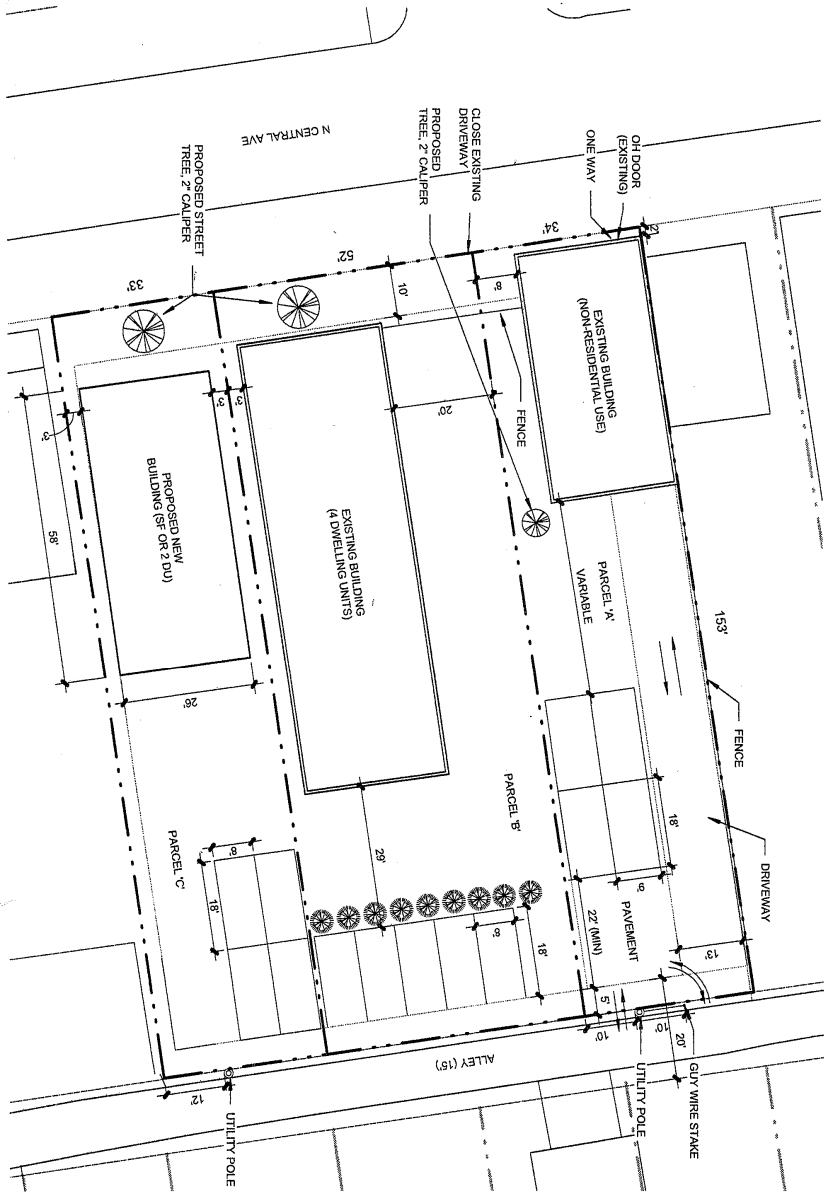 N CENTRAL AVE
CLOSE EXISTING
DRIVEWAY
PROPOSED
TREE, 2" CALIPER
OH DOOR
(EXISTING)
ONE WAY
PROPOSED STREET
TREE, 2" CALIPER
33'
52'
34'
2'
10'
8'
EXISTING BUILDING
(NON-RESIDENTIAL USE)
FENCE
20'
3'
3'
3'
58'
PROPOSED NEW
BUILDING (SF OR 2 DU)
EXISTING BUILDING
(4 DWELLING UNITS)
PARCEL 'A'
VARIABLE
153'
FENCE
26'
PARCEL 'B'
18'
DRIVEWAY
PARCEL 'C'
29'
9'
PAVEMENT
22' (MIN)
13'
18'
18'
5'
10'
10'
20'
ALLEY (15')
12'
UTILITY POLE
UTILITY POLE
GUY WIRE STAKE